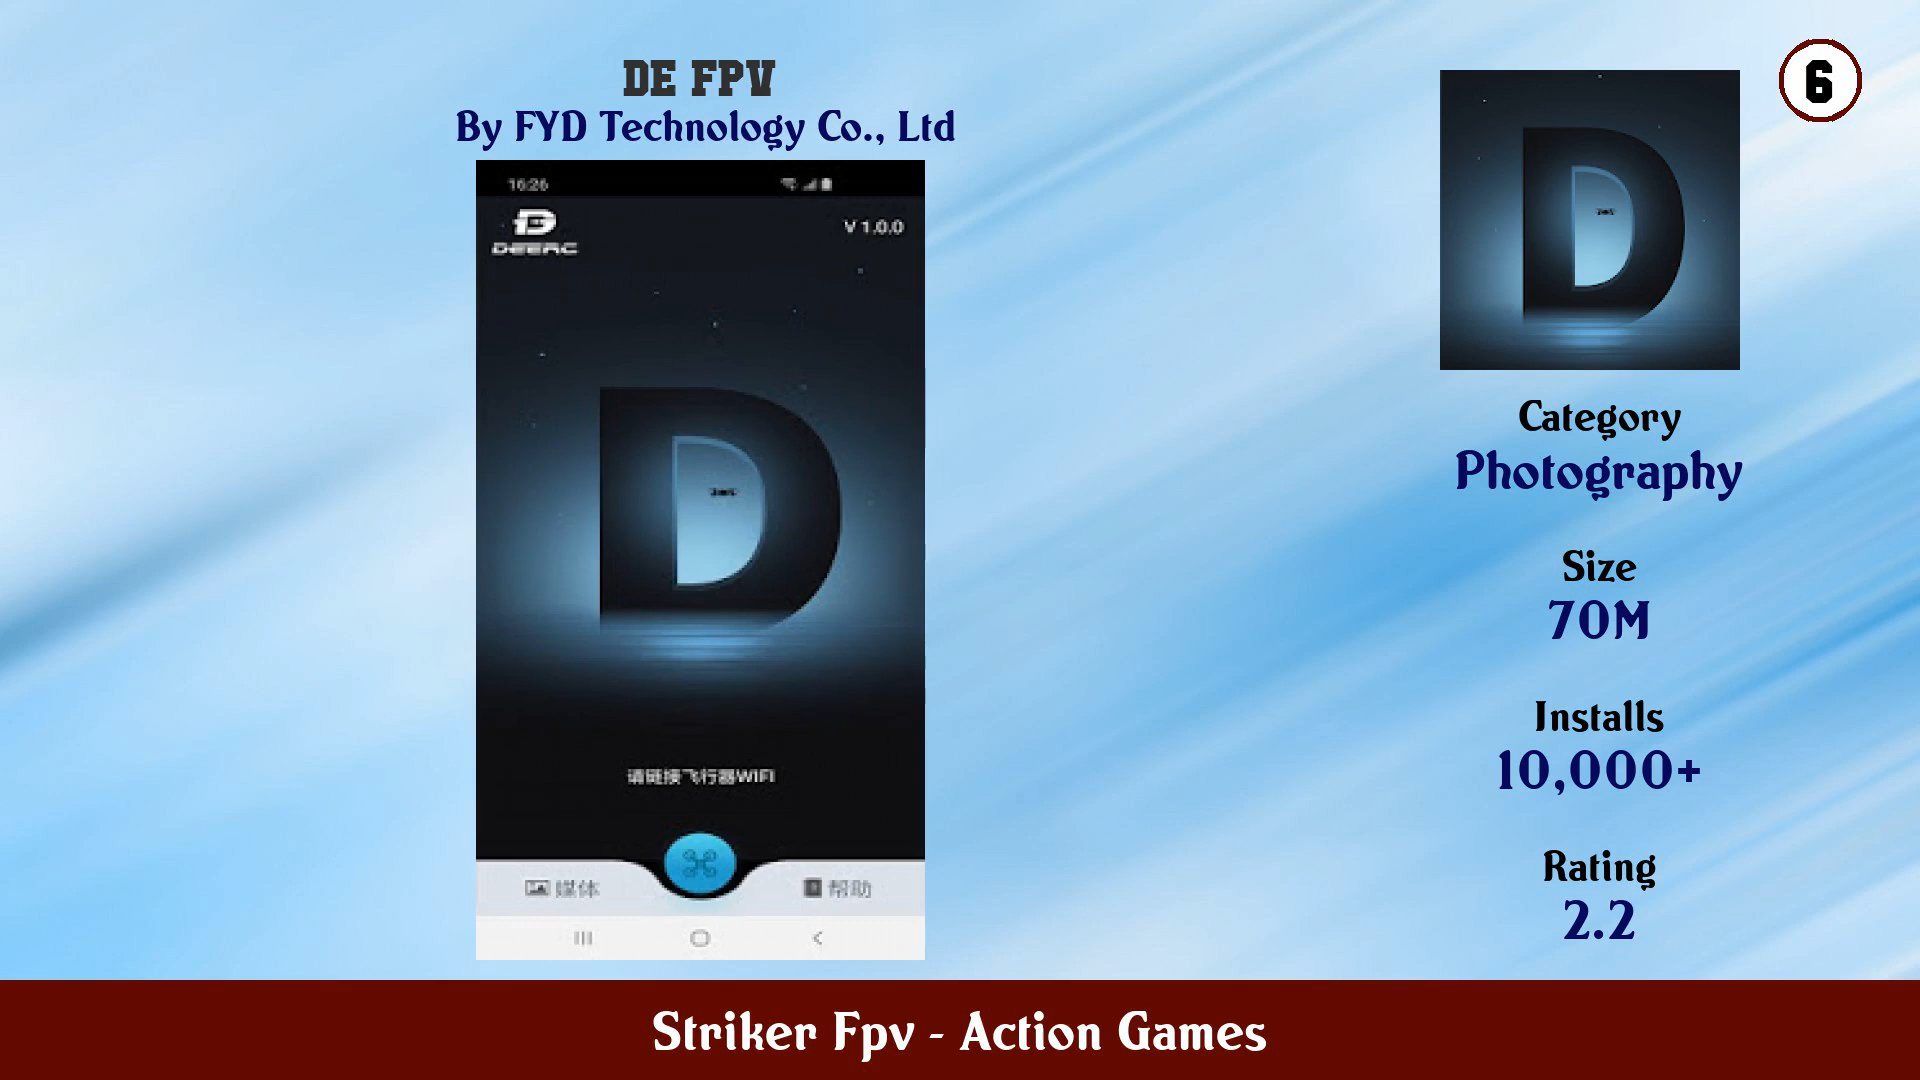 DE FPV
By FYD Technology Co., Ltd
16:26
DEERC
V 1.0.0
D
请链接飞行器WIFI
媒体
帮助
6
D
Category
Photography
Size
70M
Installs
10,000+
Rating
2.2
Striker Fpv - Action Games